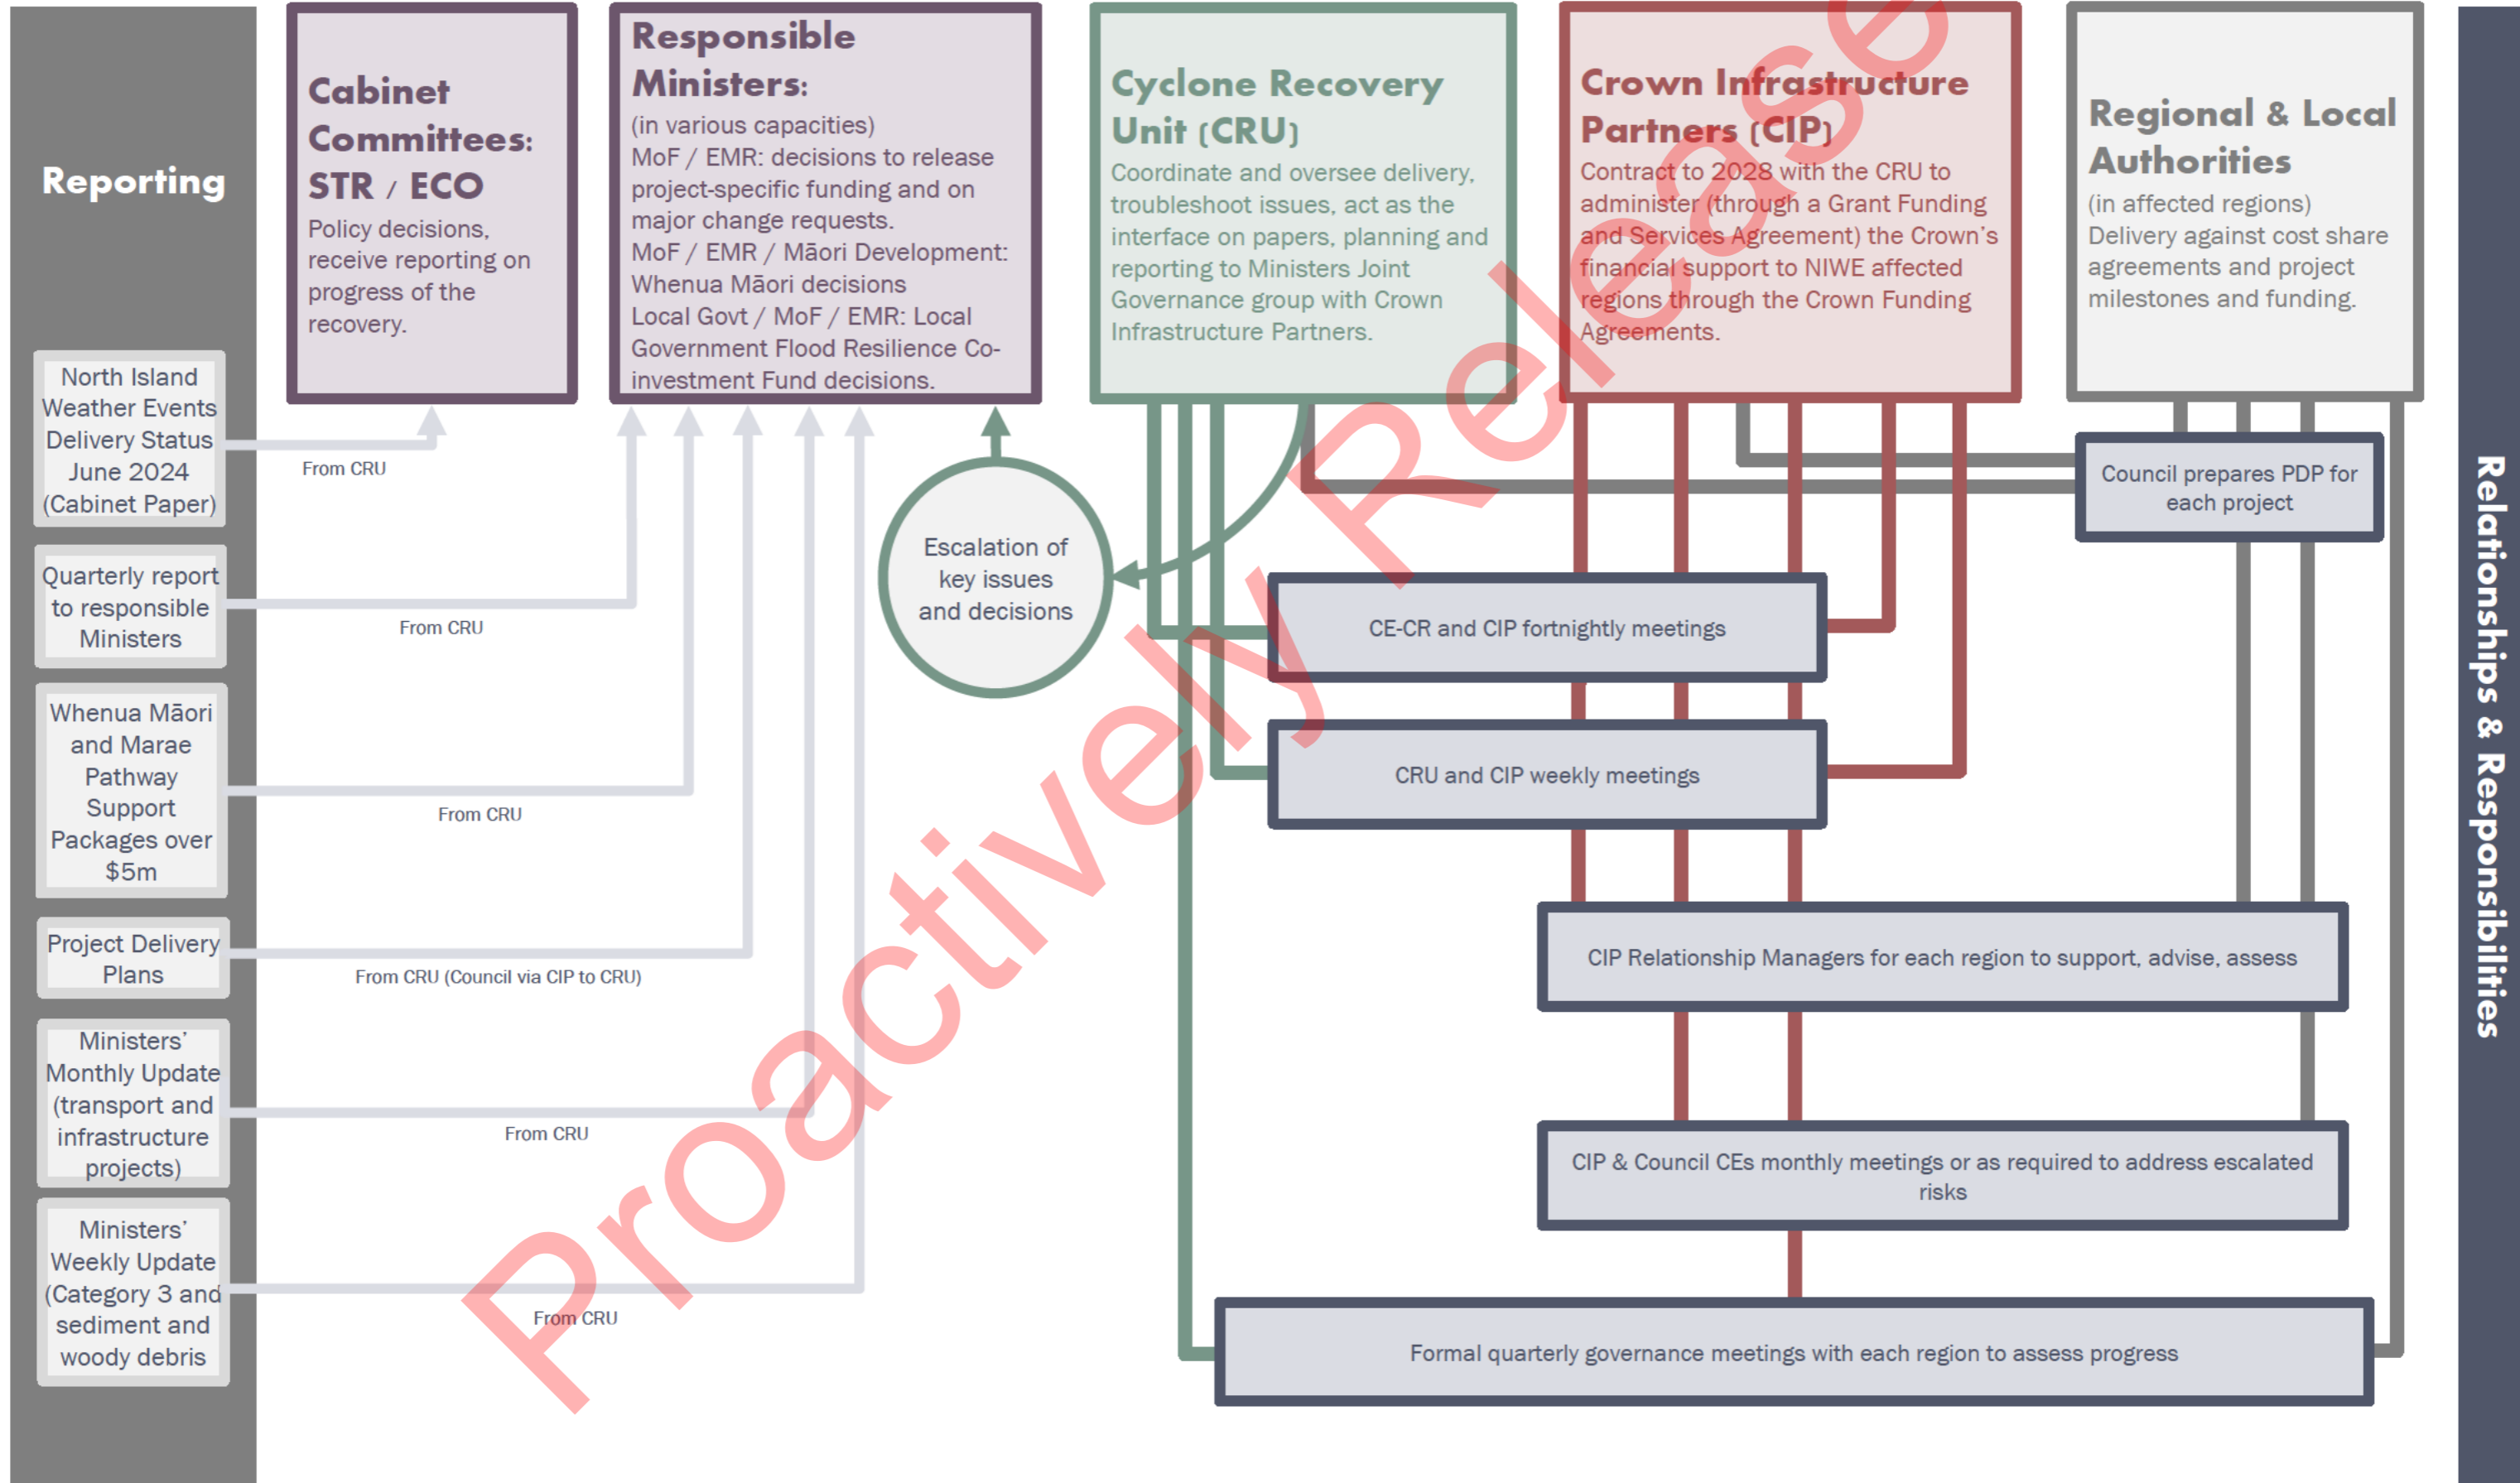 Reporting
Cabinet
Committees:
STR / ECO
Policy decisions,
receive reporting on
progress of the
recovery.
Responsible
Ministers:
(in various capacities)
MoF / EMR: decisions to release
project-specific funding and on
major change requests.
MoF / EMR / Māori Development:
Whenua Māori decisions
Local Govt / MoF / EMR: Local
Government Flood Resilience Co-
investment Fund decisions.
Cyclone Recovery
Unit (CRU)
Coordinate and oversee delivery,
troubleshoot issues, act as the
interface on papers, planning and
reporting to Ministers Joint
Governance group with Crown
Infrastructure Partners.
Crown Infrastructure
Partners (CIP)
Contract to 2028 with the CRU to
administer (through a Grant Funding
and Services Agreement) the Crown's
financial support to NIWE affected
regions through the Crown Funding
Agreements.
Regional & Local
Authorities
(in affected regions)
Delivery against cost share
agreements and project
milestones and funding.
North Island
Weather Events
Delivery Status
June 2024
(Cabinet Paper)
From CRU
Quarterly report
to responsible
Ministers
From CRU
Whenua Māori
and Marae
Pathway
Support
Packages over
$5m
From CRU
Project Delivery
Plans
From CRU (Council via CIP to CRU)
Ministers'
Monthly Update
(transport and
infrastructure
projects)
From CRU
Ministers'
Weekly Update
(Category 3 and
sediment and
woody debris
From CRU
Escalation of
key issues
and decisions
Council prepares PDP for
each project
CE-CR and CIP fortnightly meetings
CRU and CIP weekly meetings
CIP Relationship Managers for each region to support, advise, assess
CIP & Council CEs monthly meetings or as required to address escalated
risks
Formal quarterly governance meetings with each region to assess progress
Relationships & Responsibilities
Proactively Release